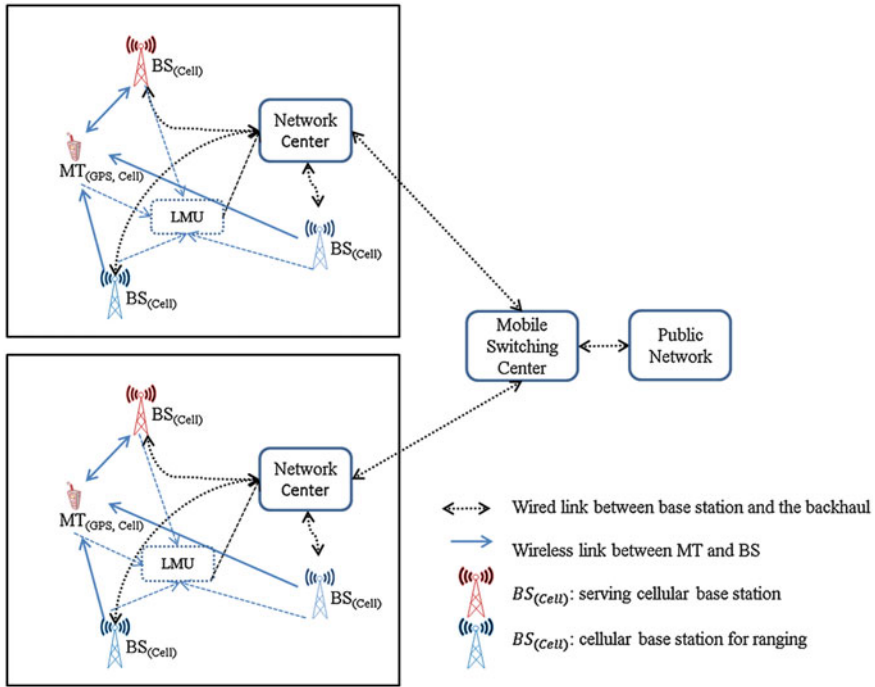 BS(Cell)
Network
Center
MT(GPS, Cell)
LMU
BS(Cell)
BS(Cell)
Mobile
Switching
Center
Public
Network
BS(Cell)
Network
Center
MT(GPS, Cell)
LMU
BS(Cell)
BS(Cell)
Wired link between base station and the backhaul
Wireless link between MT and BS
BS(Cell): serving cellular base station
BS(Cell): cellular base station for ranging